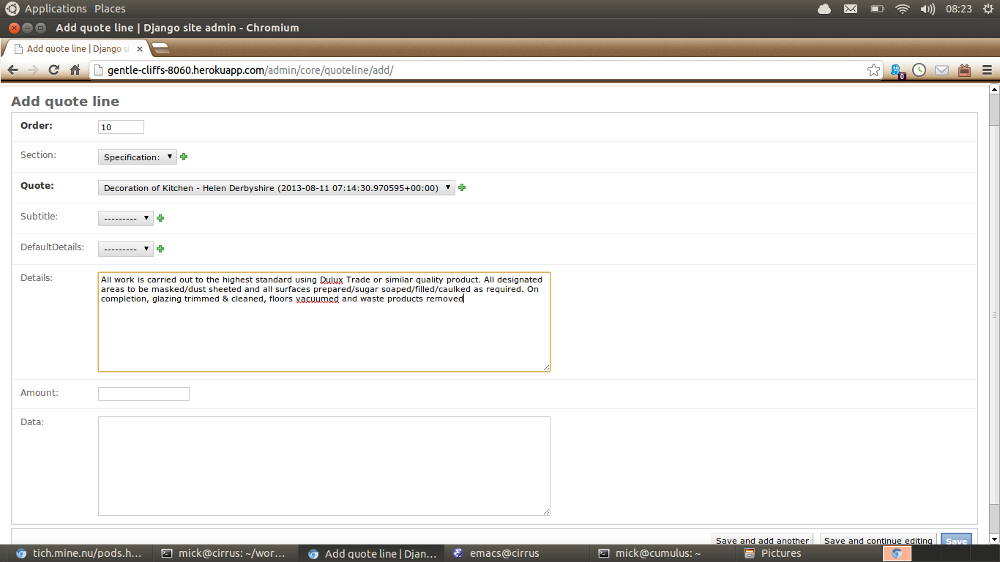 Applications Places 08:23
Add quote line | Django site admin - Chromium
Add quote line | Django si
gentle-cliffs-8060.herokuapp.com/admin/core/quoteline/add/
Add quote line
Order: 10
Section: Specification:
Quote: Decoration of Kitchen - Helen Derbyshire (2013-08-11 07:14:30.970595+00:00)
Subtitle: ---------
DefaultDetails: ---------
Details: All work is carried out to the highest standard using Dulux Trade or similar quality product. All designated
areas to be masked/dust sheeted and all surfaces prepared/sugar soaped/filled/caulked as required. On
completion, glazing trimmed & cleaned, floors vacuumed and waste products removed
Amount:
Data:
Save and add another Save and continue editing Save
tich.mine.nu/pods.h... mick@cirrus: ~/wor... Add quote line | Djan... emacs@cirrus mick@cumulus: ~ Pictures